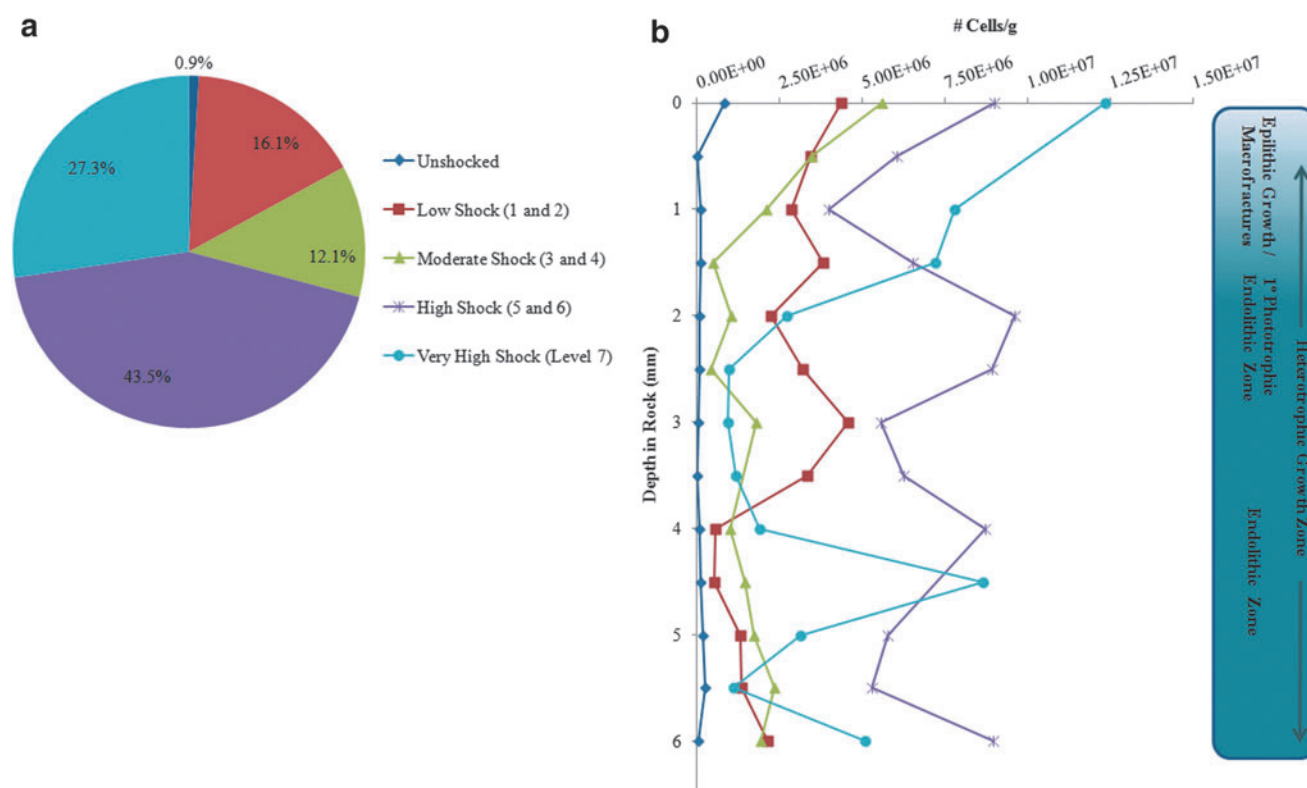 a
0.9%
16.1%
12.1%
43.5%
27.3%
Unshocked
Low Shock (1 and 2)
Moderate Shock (3 and 4)
High Shock (5 and 6)
Very High Shock (Level 7)
b
# Cells/g
0.00E+00
2.50E+06
5.00E+06
7.50E+06
1.00E+07
1.25E+07
1.50E+07
Depth in Rock (mm)
0
1
2
3
4
5
6
Epilithic Growth /
Macrofractures
1° Phototrophic
Endolithic Zone
Endolithic Zone
Heterotrophic Growth Zone